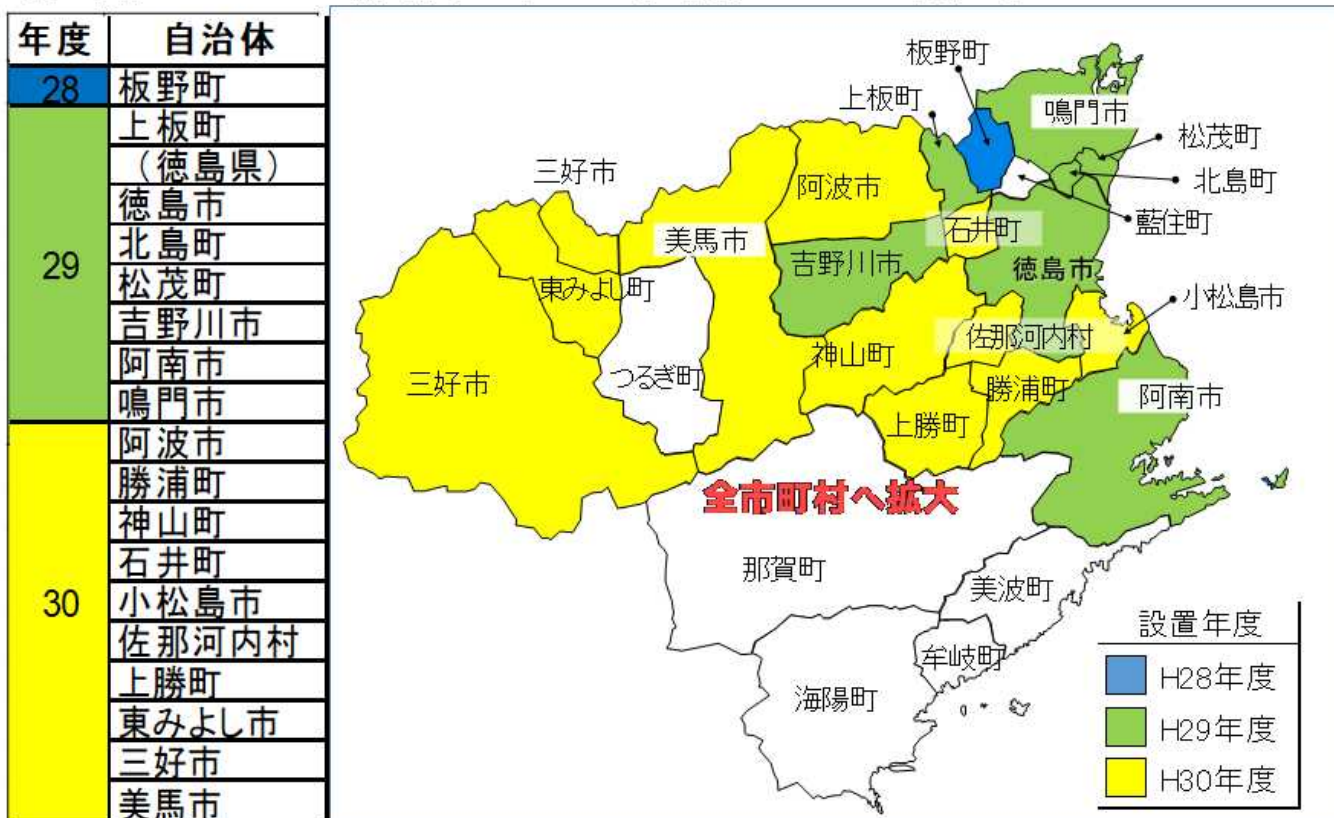 年度 自治体
28 板野町
29 上板町
（徳島県）
徳島市
北島町
松茂町
吉野川市
阿南市
鳴門市
30 阿波市
勝浦町
神山町
石井町
小松島市
佐那河内村
上勝町
東みよし市
三好市
美馬市
板野町
上板町
鳴門市
松茂町
北島町
藍住町
三好市
阿波市
美馬市
石井町
吉野川市
徳島市
東みよし町
小松島市
佐那河内村
神山町
つるぎ町
三好市
勝浦町
阿南市
上勝町
全市町村へ拡大
那賀町
美波町
牟岐町
海陽町
設置年度
H28年度
H29年度
H30年度